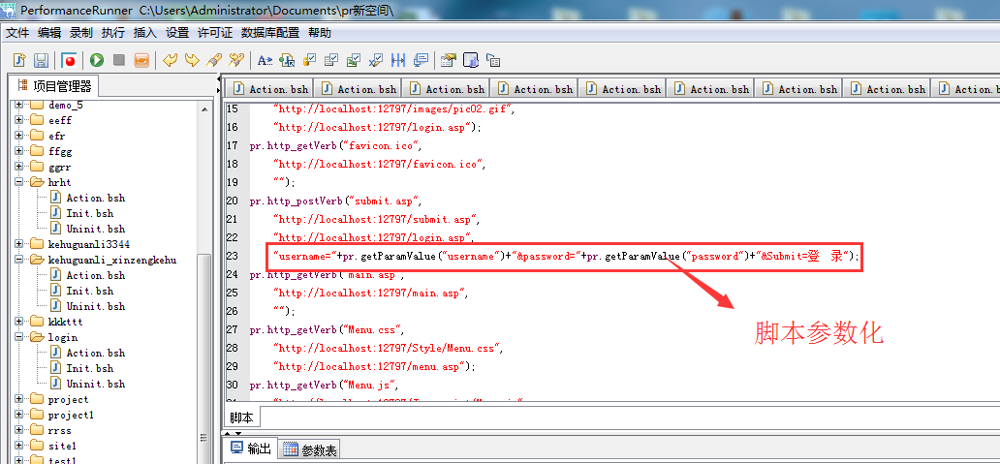 PerformanceRunner C:\Users\Administrator\Documents\pr新空间\
文件 编辑 录制 执行 插入 设置 许可证 数据库配置 帮助
项目管理器
Action.bsh Action.bsh Action.bsh Action.bsh Action.bsh Action.bsh Action.bsh Action.bsh
demo_5
eeff
efr
ffgg
ggrr
hrht
Action.bsh
Init.bsh
Uninit.bsh
kehuguanli3344
kehuguanli_xinzengkehu
Action.bsh
Init.bsh
Uninit.bsh
kkkttt
login
Action.bsh
Init.bsh
Uninit.bsh
project
project1
rrss
site1
test1
15 "http://localhost:12797/images/pic02.gif",
16 "http://localhost:12797/login.asp");
17 pr.http_getVerb("favicon.ico",
18 "http://localhost:12797/favicon.ico",
19 "");
20 pr.http_postVerb("submit.asp",
21 "http://localhost:12797/submit.asp",
22 "http://localhost:12797/login.asp",
23 "username="+pr.getParamValue("username")+"&password="+pr.getParamValue("password")+"&Submit=登 录");
24 pr.http_getVerb("main.asp",
25 "http://localhost:12797/main.asp",
26 "");
27 pr.http_getVerb("Menu.css",
28 "http://localhost:12797/Style/Menu.css",
29 "http://localhost:12797/menu.asp");
30 pr.http_getVerb("Menu.js",
脚本参数化
脚本
输出 参数表